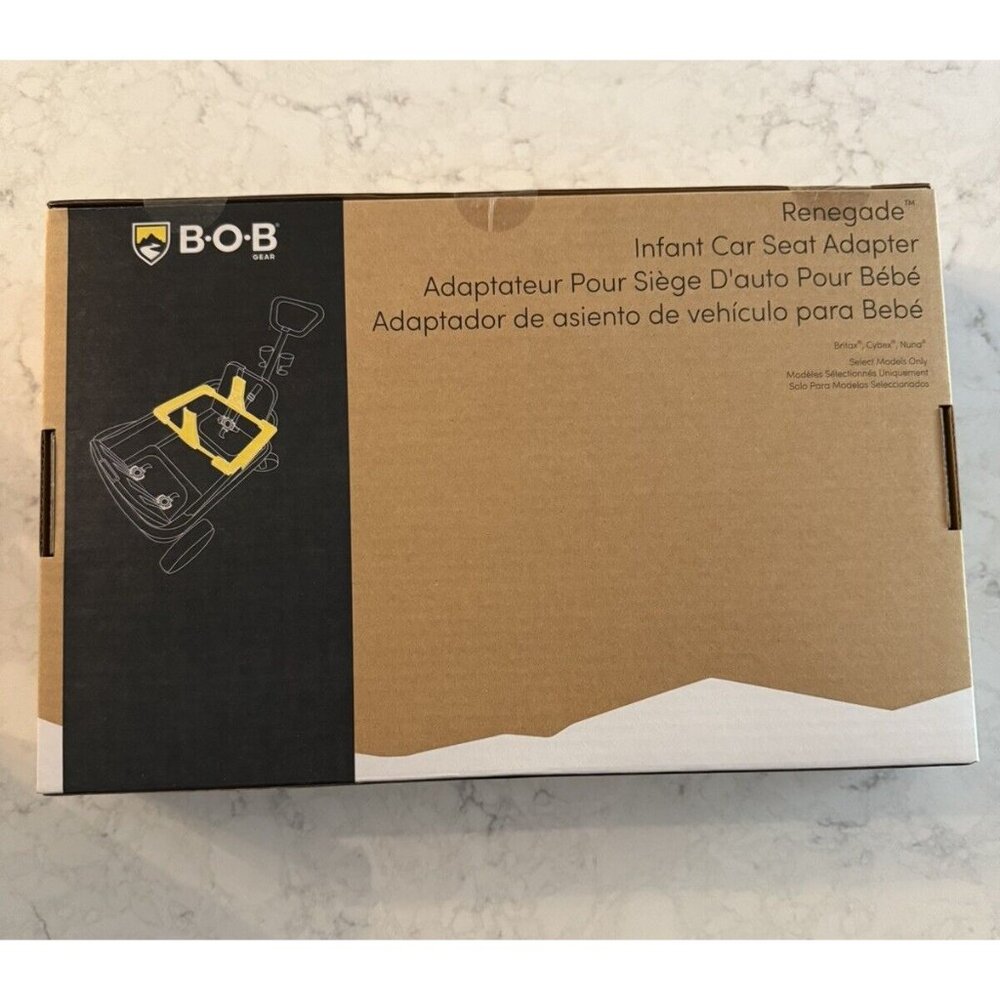 B·O·B
GEAR
Renegade™
Infant Car Seat Adapter
Adaptateur Pour Siège D'auto Pour Bébé
Adaptador de asiento de vehículo para Bebé
Britax®, Cybex®, Nuna®
Select Models Only
Modèles Sélectionnés Uniquement
Solo Para Modelos Seleccionados